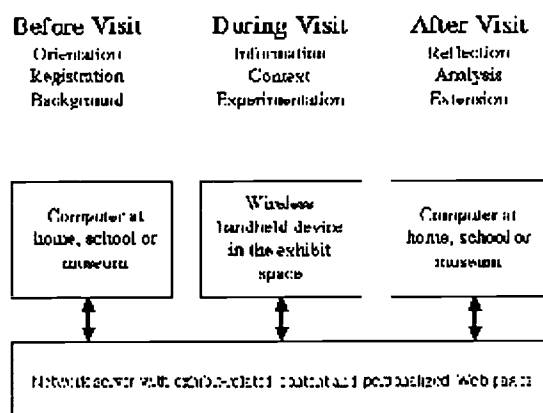 Before Visit
Orientation
Registration
Background
During Visit
Information
Context
Experimentation
After Visit
Reflection
Analysis
Extension
Computer at
home, school or
museum
Wireless
handheld device
in the exhibit
space
Computer at
home, school or
museum
Network server with exhibit-related content and personalized Web pages